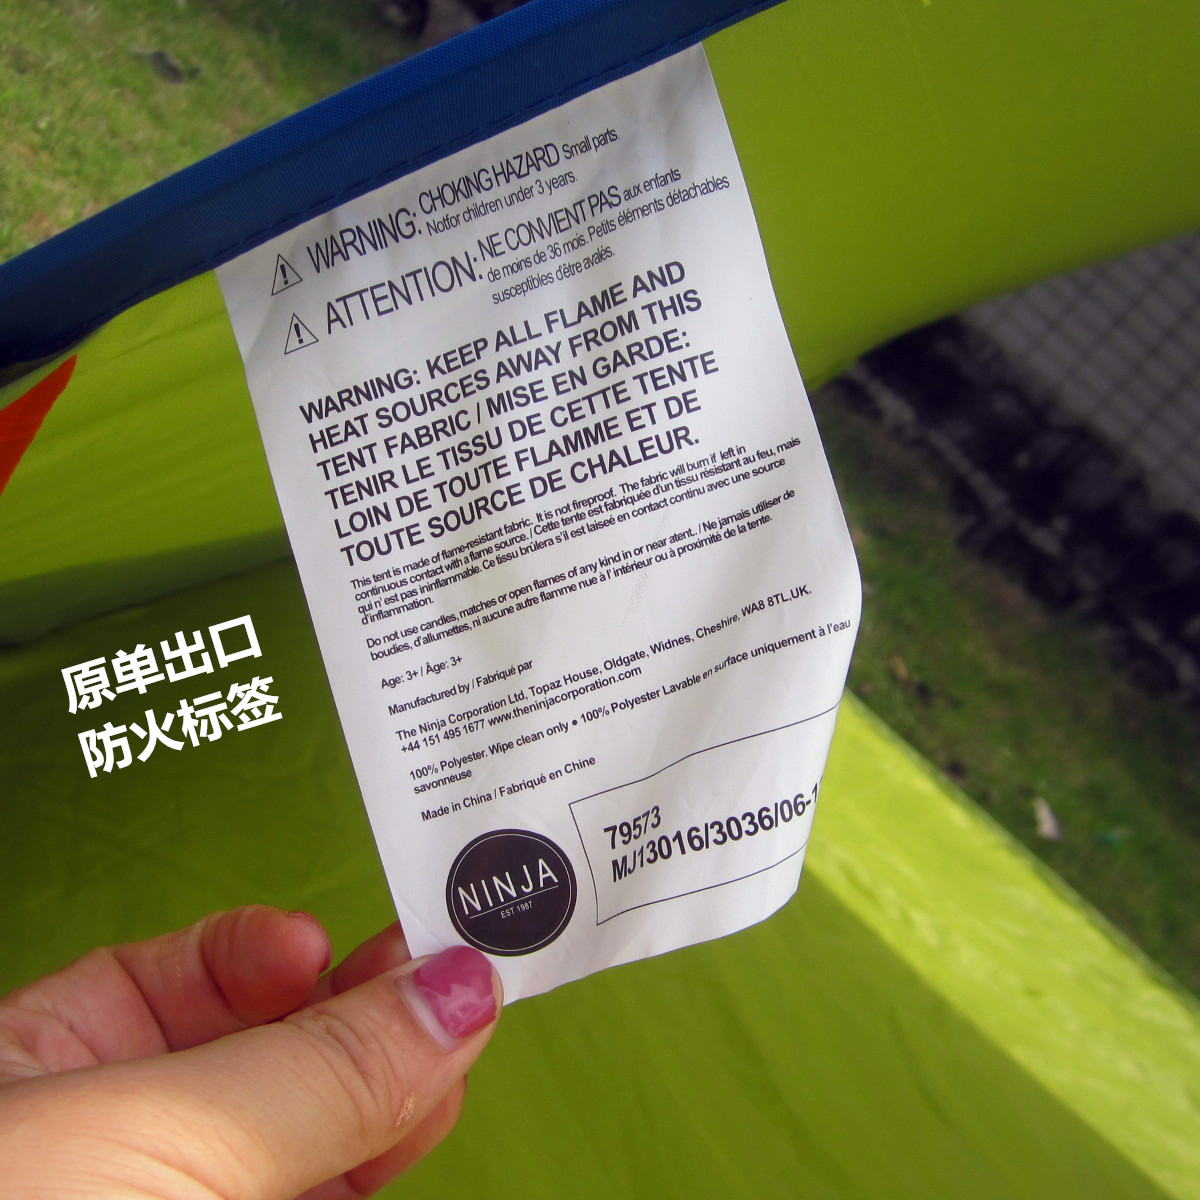 WARNING: CHOKING HAZARD Small parts.
Notfor children under 3 years.
ATTENTION: NE CONVIENT PAS aux enfants
de moins de 36 mois. Petits éléments détachables
susceptibles d'être avalés.
WARNING: KEEP ALL FLAME AND
HEAT SOURCES AWAY FROM THIS
TENT FABRIC / MISE EN GARDE:
TENIR LE TISSU DE CETTE TENTE
LOIN DE TOUTE FLAMME ET DE
TOUTE SOURCE DE CHALEUR.
This tent is made of flame-resistant fabric. It is not fireproof. The fabric will burn if left in
continuous contact with a flame source. / Cette tente est fabriquée d'un tissu résistant au feu, mais
qui n'est pas ininflammable. Ce tissu brûlera s'il est laiseé en contact continu avec une source
d'inflammation.
Do not use candles, matches or open flames of any kind in or near atent.. / Ne jamais utiliser de
boudies, d'allumettes, ni aucune autre flamme nue à l'intérieur ou à proximité de la tente.
Age: 3+ / Âge: 3+
Manufactured by / Fabriqué par
The Ninja Corporation Ltd, Topaz House, Oldgate, Widnes, Cheshire, WA8 8TL,UK.
+44 151 495 1677 www.theninjacorporation.com
100% Polyester. Wipe clean only ● 100% Polyester Lavable en surface uniquement à l'eau
savonneuse
Made in China / Fabriqué en Chine
79573
MJ13016/3036/06-1
NINJA
EST 1987
原单出口
防火标签